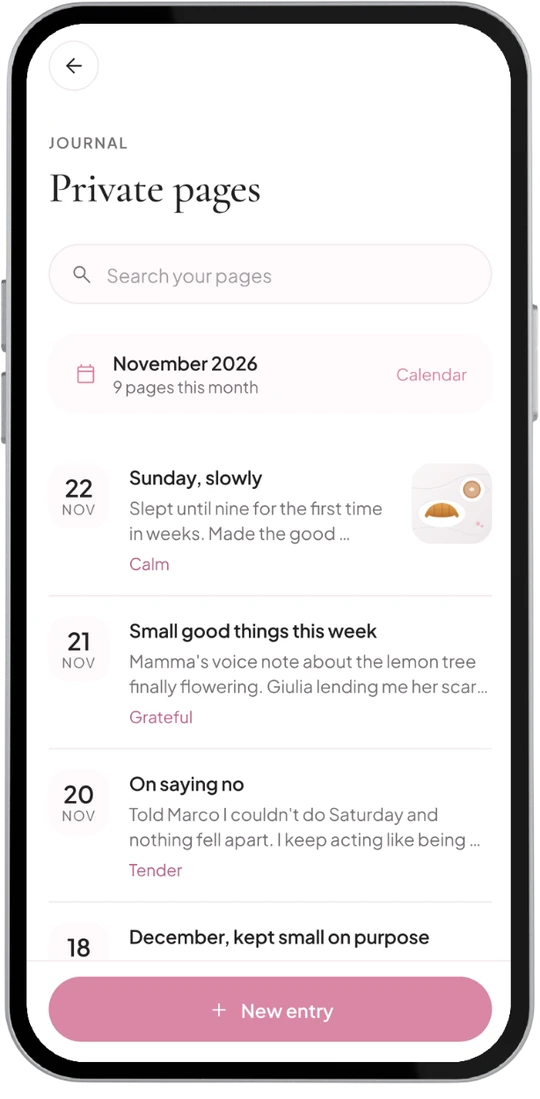 JOURNAL
Private pages
Search your pages
November 2026
9 pages this month
Calendar
22
NOV
Sunday, slowly
Slept until nine for the first time
in weeks. Made the good ...
Calm
21
NOV
Small good things this week
Mamma's voice note about the lemon tree
finally flowering. Giulia lending me her scar...
Grateful
20
NOV
On saying no
Told Marco I couldn't do Saturday and
nothing fell apart. I keep acting like being ...
Tender
18
December, kept small on purpose
+ New entry